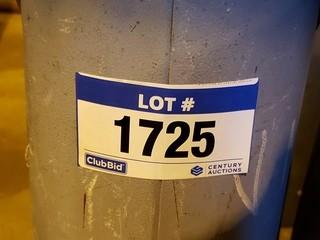 LOT #
1725
ClubBid
CENTURY
AUCTIONS